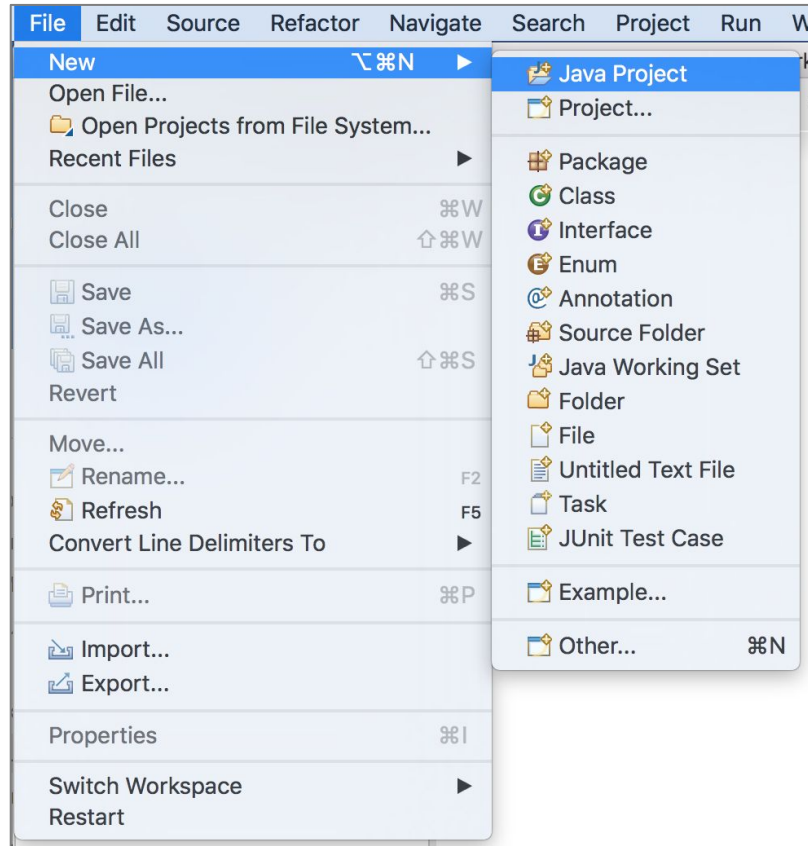 File Edit Source Refactor Navigate Search Project Run
New ⌥⌘N ▶
Open File...
Open Projects from File System...
Recent Files ▶
Close ⌘W
Close All ⇧⌘W
Save ⌘S
Save As...
Save All ⇧⌘S
Revert
Move...
Rename... F2
Refresh F5
Convert Line Delimiters To ▶
Print... ⌘P
Import...
Export...
Properties ⌘I
Switch Workspace ▶
Restart
Java Project
Project...
Package
Class
Interface
Enum
Annotation
Source Folder
Java Working Set
Folder
File
Untitled Text File
Task
JUnit Test Case
Example...
Other... ⌘N